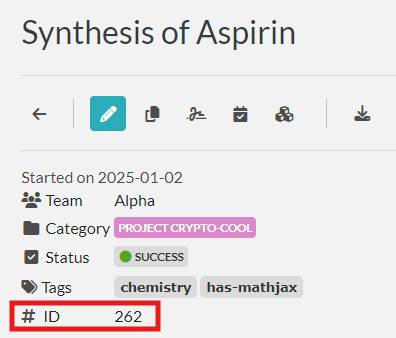 Synthesis of Aspirin
Started on 2025-01-02
Team Alpha
Category PROJECT CRYPTO-COOL
Status SUCCESS
Tags chemistry has-mathjax
# ID 262